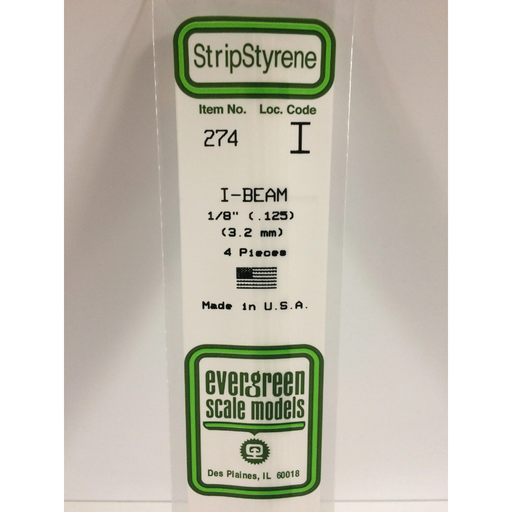 StripStyrene
Item No. Loc. Code
274 I
I-BEAM
1/8" (.125)
(3.2 mm)
4 Pieces
Made in U.S.A.
evergreen
scale models
Des Plaines, IL 60018